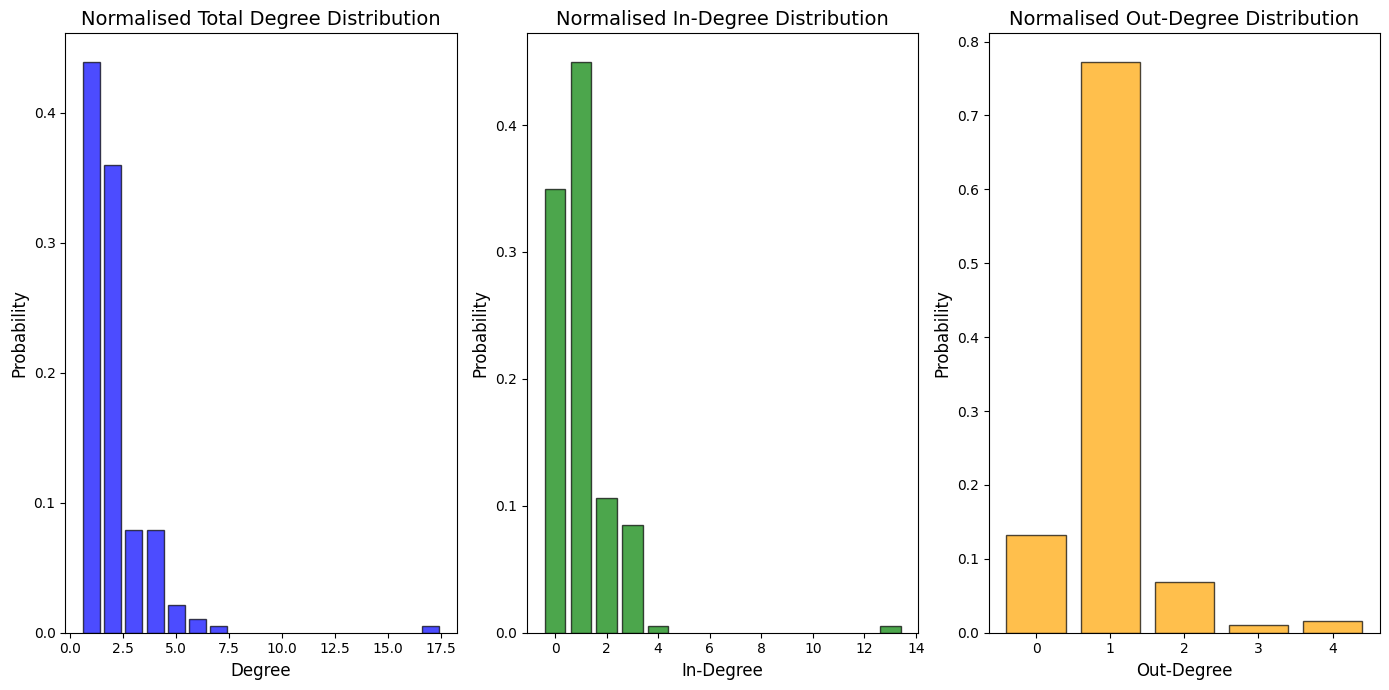 Normalised Total Degree Distribution
Probability
0.4
0.3
0.2
0.1
0.0
0.0 2.5 5.0 7.5 10.0 12.5 15.0 17.5
Degree
Normalised In-Degree Distribution
Probability
0.4
0.3
0.2
0.1
0.0
0 2 4 6 8 10 12 14
In-Degree
Normalised Out-Degree Distribution
Probability
0.8
0.7
0.6
0.5
0.4
0.3
0.2
0.1
0.0
0 1 2 3 4
Out-Degree